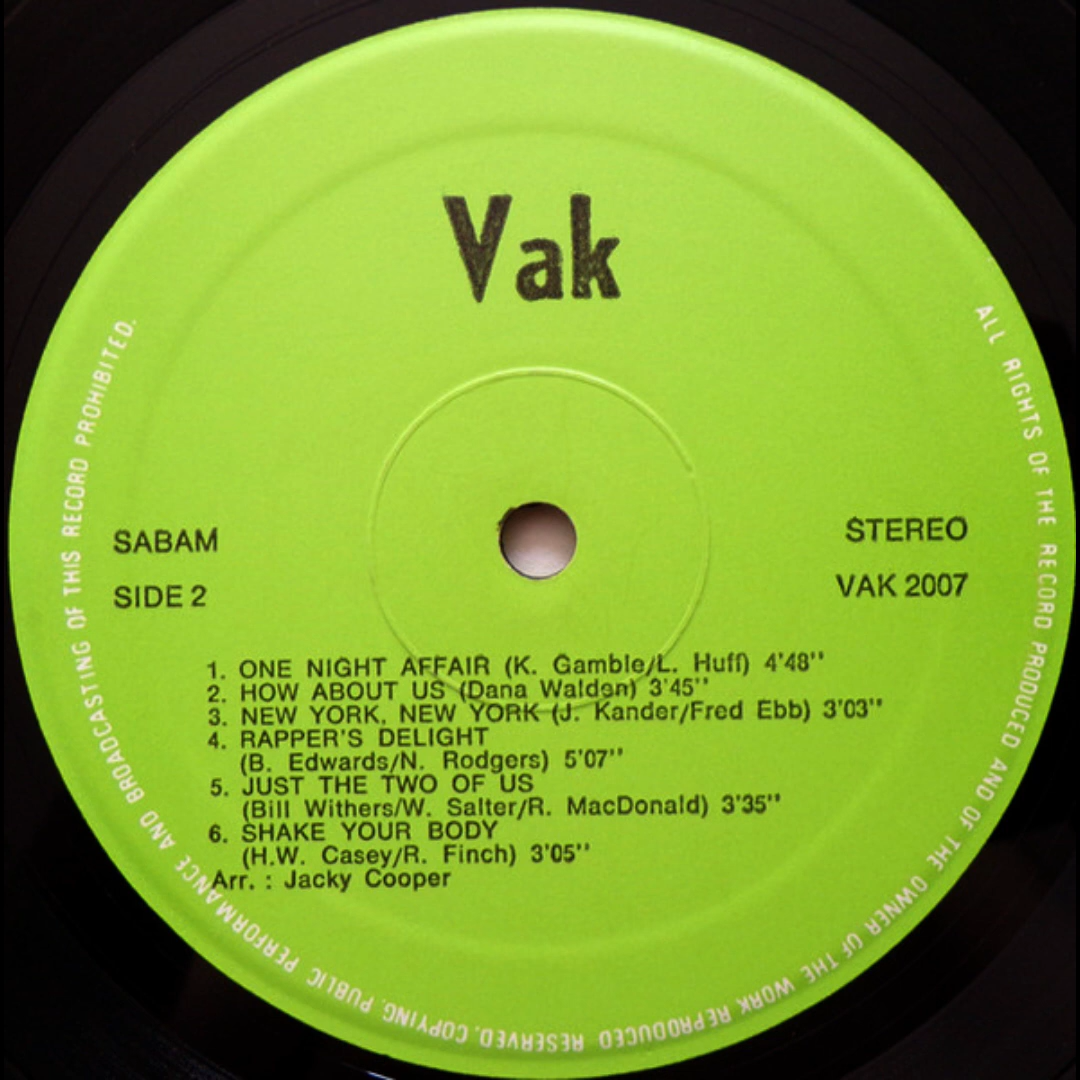 Vak
SABAM
SIDE 2
STEREO
VAK 2007
1. ONE NIGHT AFFAIR (K. Gamble/L. Huff) 4'48''
2. HOW ABOUT US (Dana Walden) 3'45''
3. NEW YORK, NEW YORK (J. Kander/Fred Ebb) 3'03''
4. RAPPER'S DELIGHT
(B. Edwards/N. Rodgers) 5'07''
5. JUST THE TWO OF US
(Bill Withers/W. Salter/R. MacDonald) 3'35''
6. SHAKE YOUR BODY
(H.W. Casey/R. Finch) 3'05''
Arr. : Jacky Cooper
ALL RIGHTS OF THE RECORD PRODUCED AND OF THE OWNER OF THE WORK REPRODUCED RESERVED. COPYING. PUBLIC PERFORMANCE AND BROADCASTING OF THIS RECORD PROHIBITED.